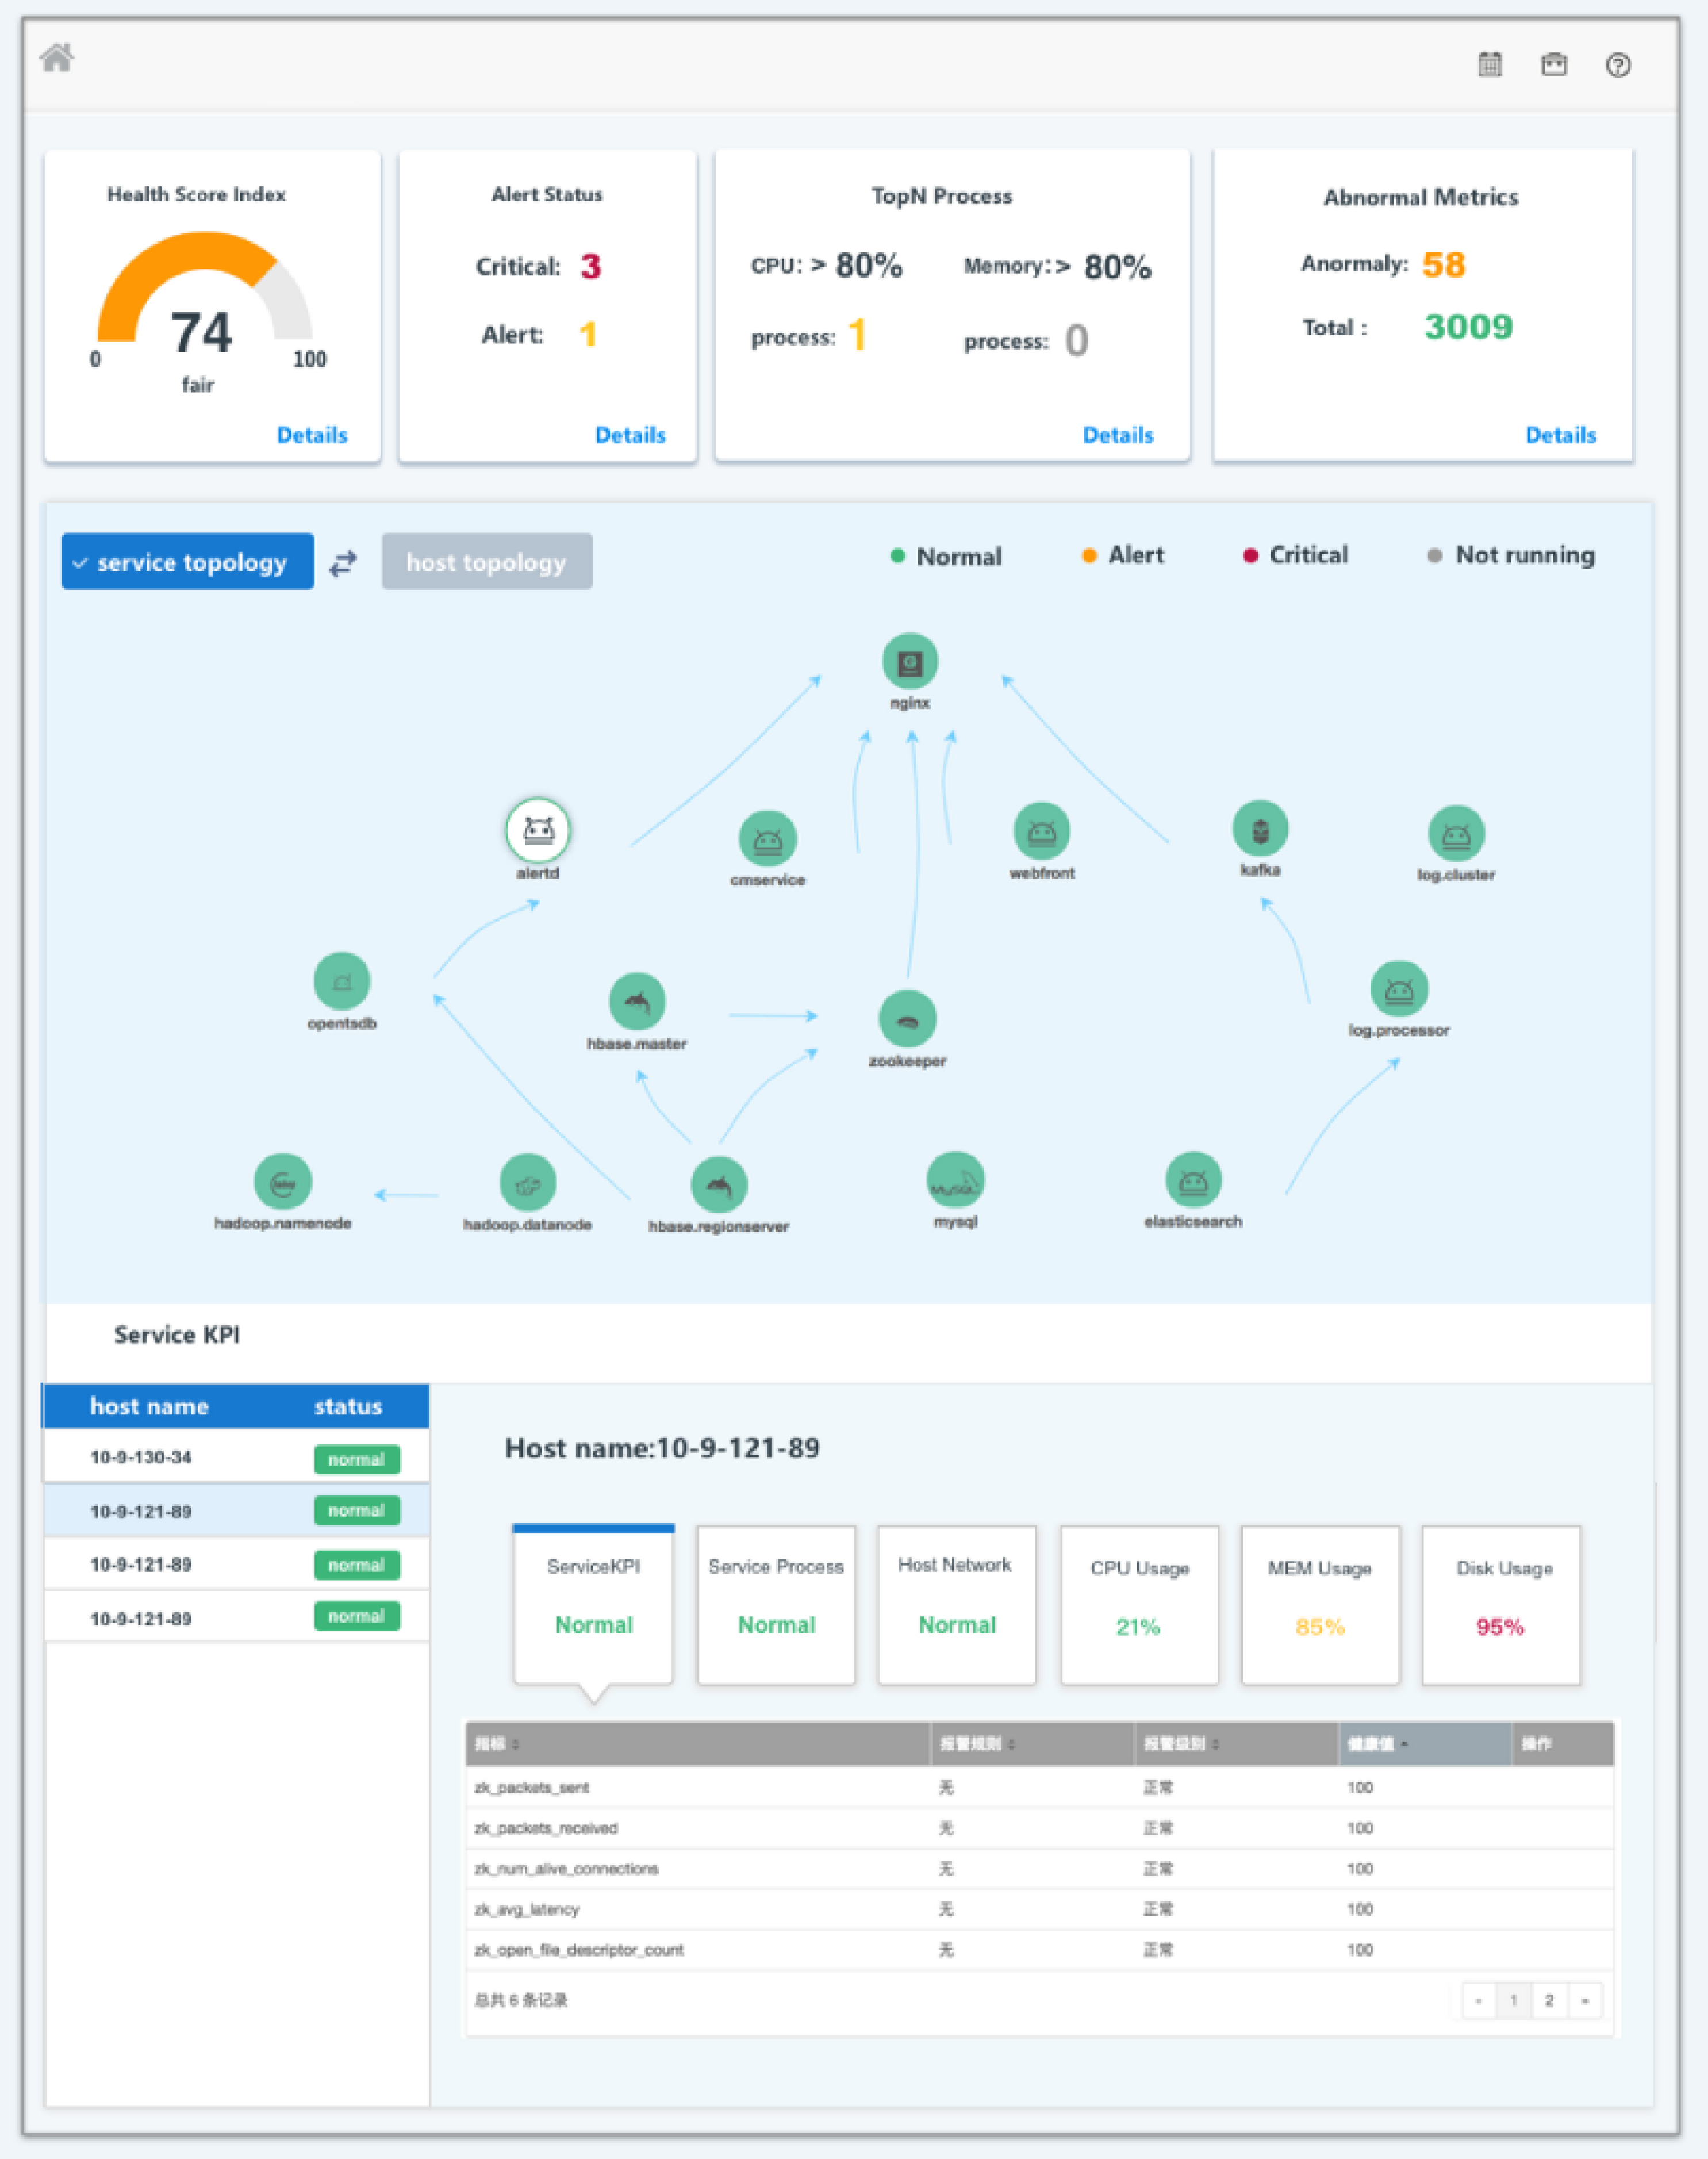 Health Score Index
74
0
100
fair
Details
Alert Status
Critical: 3
Alert: 1
Details
TopN Process
CPU: > 80%
Memory: > 80%
process: 1
process: 0
Details
Abnormal Metrics
Anormaly: 58
Total : 3009
Details
service topology
host topology
Normal
Alert
Critical
Not running
nginx
alertd
cmservice
webfront
kafka
log.cluster
opentsdb
hbase.master
zookeeper
log.processor
hadoop.namenode
hadoop.datanode
hbase.regionserver
mysql
elasticsearch
Service KPI
host name status
10-9-130-34 normal
10-9-121-89 normal
10-9-121-89 normal
10-9-121-89 normal
Host name:10-9-121-89
ServiceKPI
Normal
Service Process
Normal
Host Network
Normal
CPU Usage
21%
MEM Usage
85%
Disk Usage
95%
指标 报警规则 报警级别 健康值 操作
zk_packets_sent 无 正常 100
zk_packets_received 无 正常 100
zk_num_alive_connections 无 正常 100
zk_avg_latency 无 正常 100
zk_open_file_descriptor_count 无 正常 100
总共 6 条记录
« 1 2 »